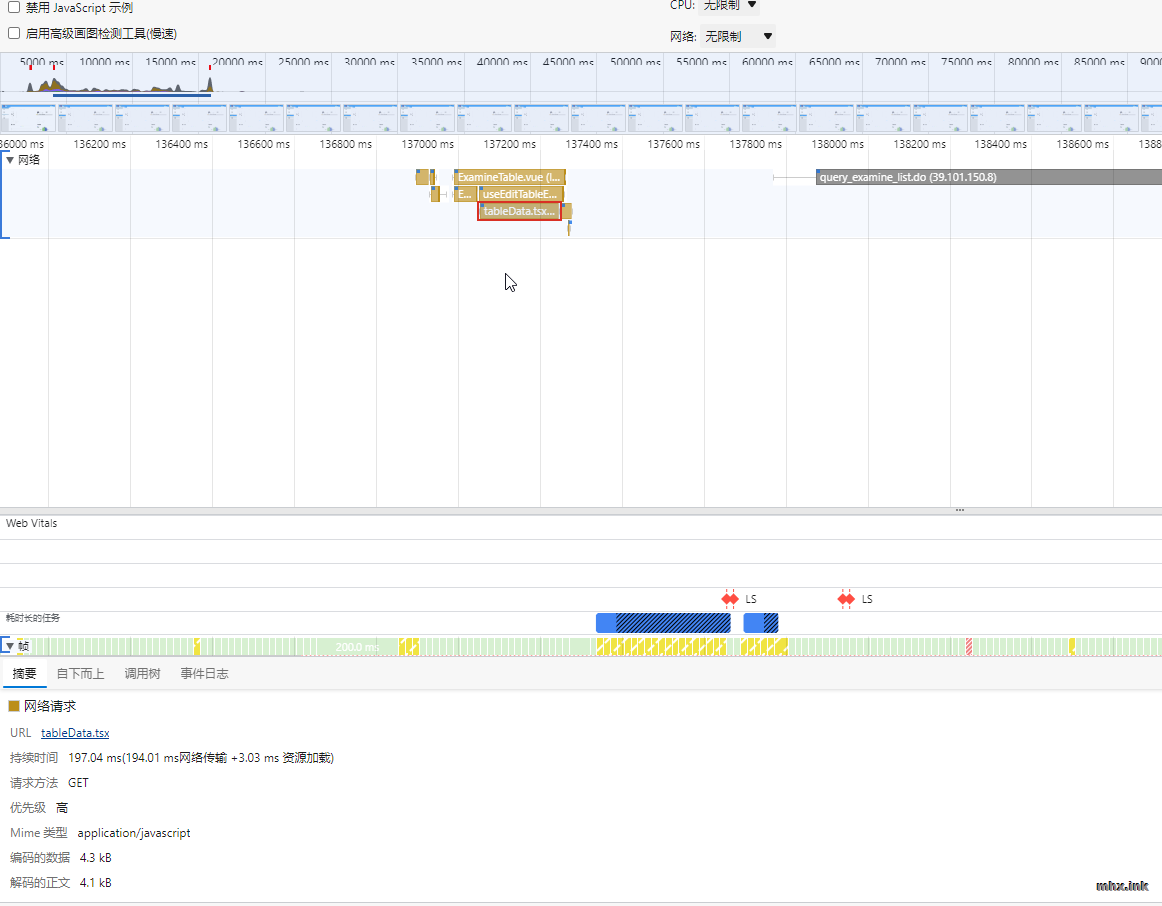 禁用 JavaScript 示例
CPU: 无限制
启用高级画图检测工具(慢速)
网络: 无限制
5000 ms 10000 ms 15000 ms 20000 ms 25000 ms 30000 ms 35000 ms 40000 ms 45000 ms 50000 ms 55000 ms 60000 ms 65000 ms 70000 ms 75000 ms 80000 ms 85000 ms 9000
36000 ms 136200 ms 136400 ms 136600 ms 136800 ms 137000 ms 137200 ms 137400 ms 137600 ms 137800 ms 138000 ms 138200 ms 138400 ms 138600 ms 1388
网络
ExamineTable.vue (l...
query_examine_list.do (39.101.150.8)
E... useEditTableE...
tableData.tsx...
...
Web Vitals
LS LS
耗时长的任务
帧
200.0 ms
摘要 自下而上 调用树 事件日志
网络请求
URL tableData.tsx
持续时间 197.04 ms(194.01 ms网络传输 +3.03 ms 资源加载)
请求方法 GET
优先级 高
Mime 类型 application/javascript
编码的数据 4.3 kB
解码的正文 4.1 kB
mhx.ink